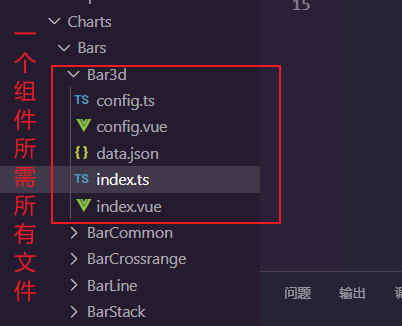 一个组件所需所有文件
Charts
Bars
Bar3d
TS config.ts
config.vue
{ } data.json
TS index.ts
index.vue
BarCommon
BarCrossrange
BarLine
BarStack
15
问题 输出